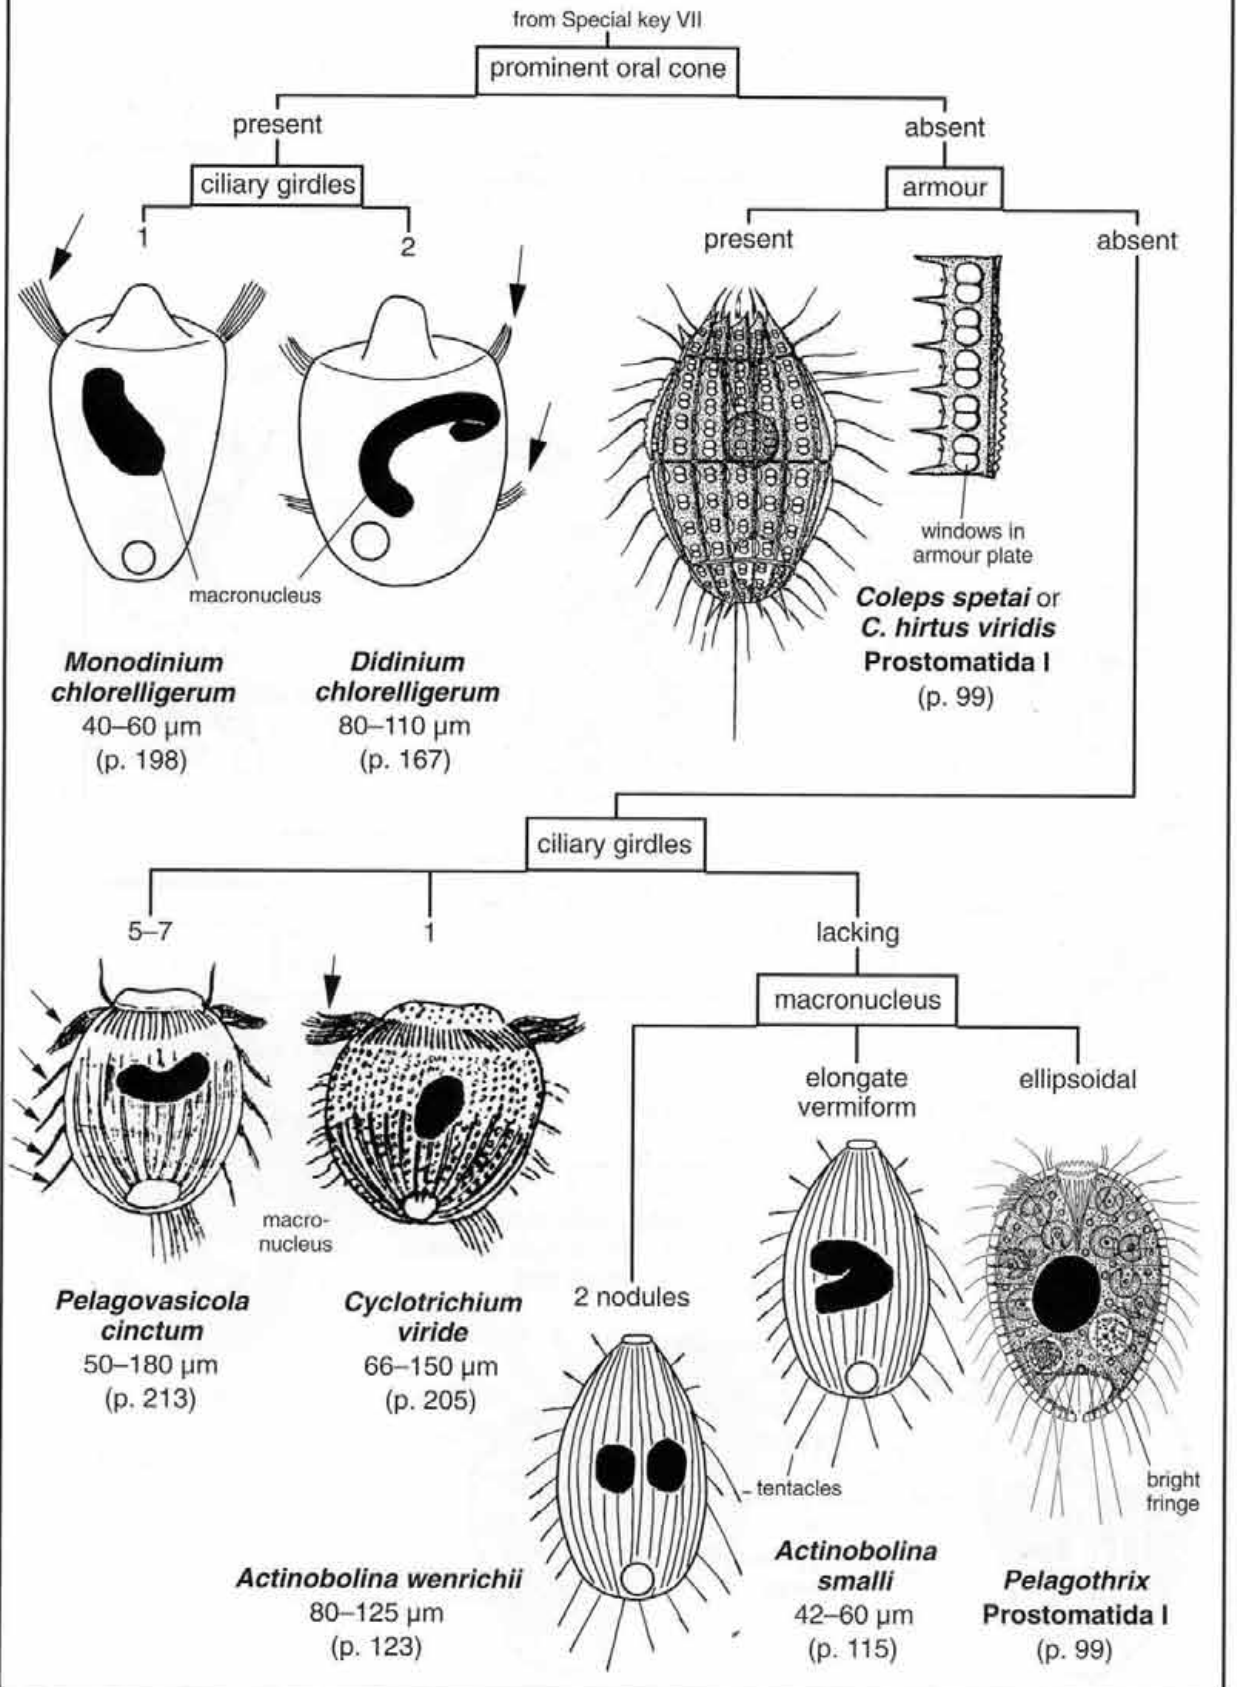 from Special key VII
prominent oral cone
present
absent
ciliary girdles
armour
1
2
present
absent
windows in
armour plate
macronucleus
Coleps spetai or
C. hirtus viridis
Prostomatida I
(p. 99)
Monodinium
chlorelligerum
40–60 µm
(p. 198)
Didinium
chlorelligerum
80–110 µm
(p. 167)
ciliary girdles
5–7
1
lacking
macronucleus
elongate
vermiform
ellipsoidal
macro-
nucleus
2 nodules
Pelagovasicola
cinctum
50–180 µm
(p. 213)
Cyclotrichium
viride
66–150 µm
(p. 205)
tentacles
bright
fringe
Actinobolina wenrichii
80–125 µm
(p. 123)
Actinobolina
smalli
42–60 µm
(p. 115)
Pelagothrix
Prostomatida I
(p. 99)